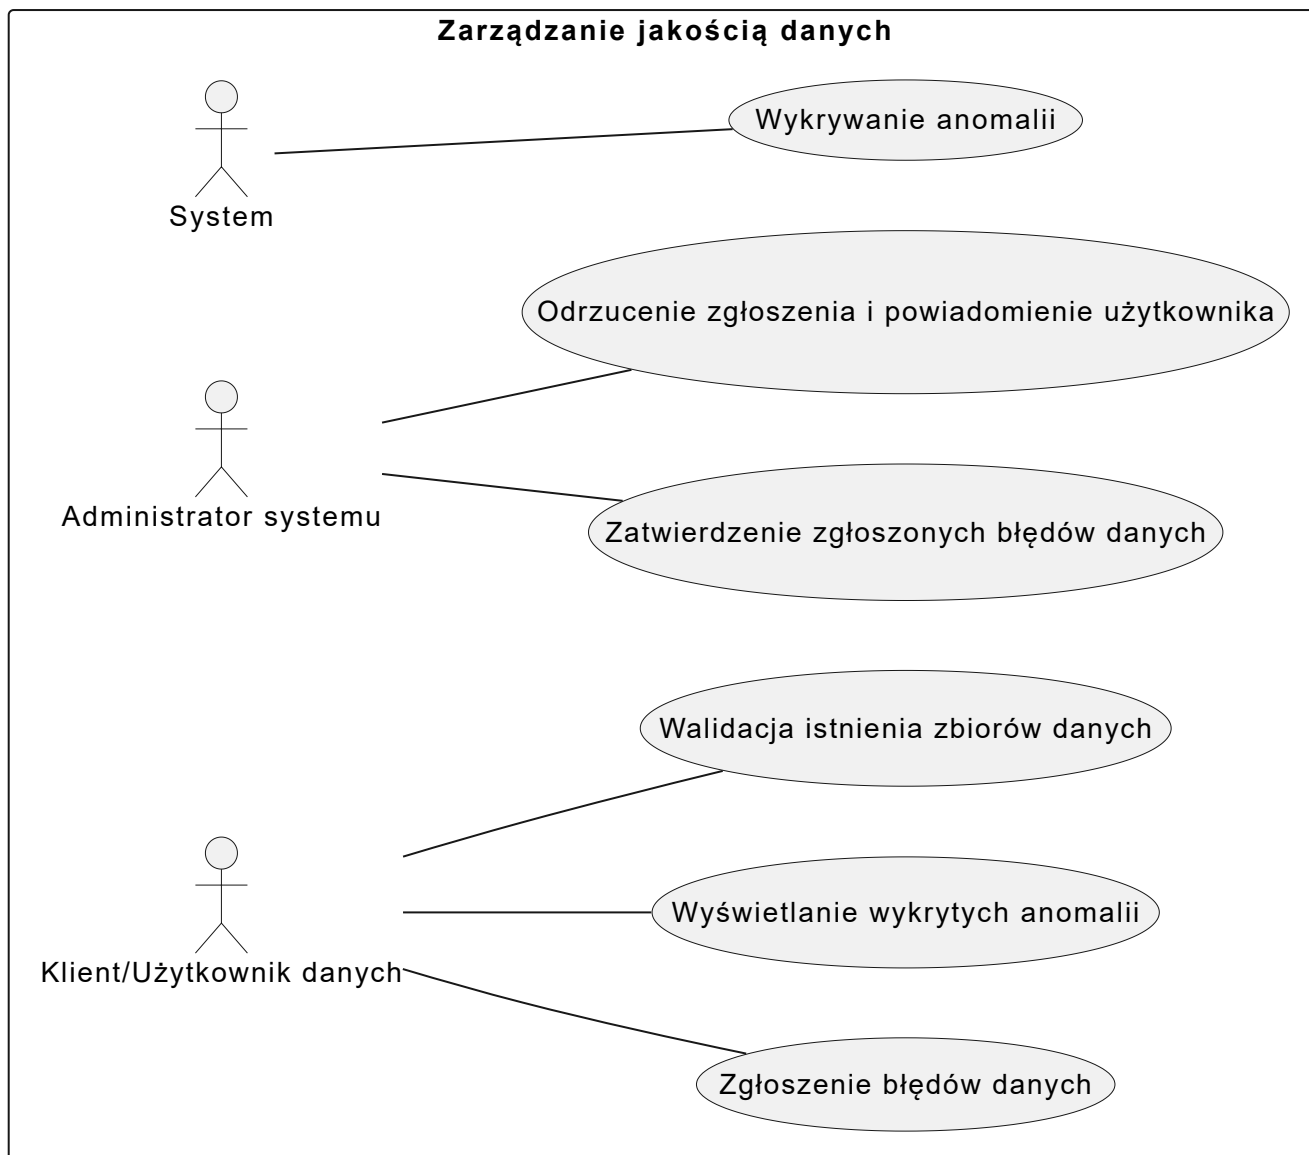 Zarządzanie jakością danych
Wykrywanie anomalii
System
Odrzucenie zgłoszenia i powiadomienie użytkownika
Administrator systemu
Zatwierdzenie zgłoszonych błędów danych
Walidacja istnienia zbiorów danych
Wyświetlanie wykrytych anomalii
Klient/Użytkownik danych
Zgłoszenie błędów danych